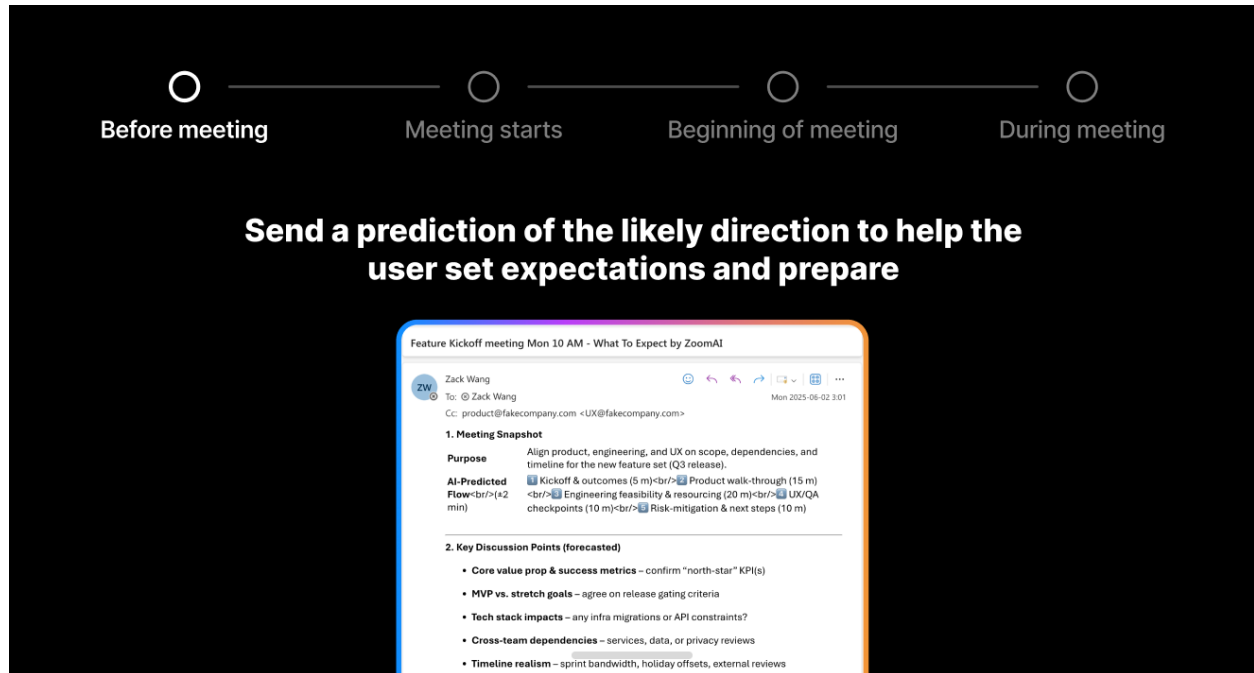 Before meeting
Meeting starts
Beginning of meeting
During meeting
Send a prediction of the likely direction to help the
user set expectations and prepare
Feature Kickoff meeting Mon 10 AM - What To Expect by ZoomAI
ZW
Zack Wang
To: Zack Wang
Mon 2025-06-02 3:01
Cc: product@fakecompany.com <UX@fakecompany.com>
1. Meeting Snapshot
Purpose
Align product, engineering, and UX on scope, dependencies, and
timeline for the new feature set (Q3 release).
AI-Predicted
Flow<br/>(±2
min)
1️⃣ Kickoff & outcomes (5 m)<br/>2️⃣ Product walk-through (15 m)
<br/>3️⃣ Engineering feasibility & resourcing (20 m)<br/>4️⃣ UX/QA
checkpoints (10 m)<br/>5️⃣ Risk-mitigation & next steps (10 m)
2. Key Discussion Points (forecasted)
• Core value prop & success metrics – confirm “north-star” KPI(s)
• MVP vs. stretch goals – agree on release gating criteria
• Tech stack impacts – any infra migrations or API constraints?
• Cross-team dependencies – services, data, or privacy reviews
• Timeline realism – sprint bandwidth, holiday offsets, external reviews